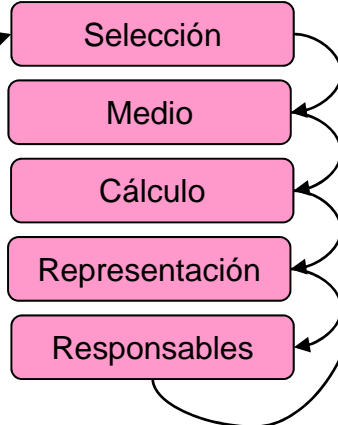 Selección
Medio
Cálculo
Representación
Responsables